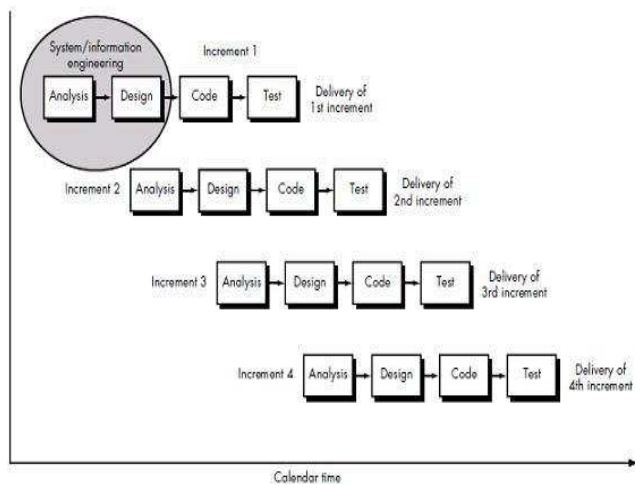 System/information
engineering
Increment 1
Analysis
Design
Code
Test
Delivery of
1st increment
Increment 2
Analysis
Design
Code
Test
Delivery of
2nd increment
Increment 3
Analysis
Design
Code
Test
Delivery of
3rd increment
Increment 4
Analysis
Design
Code
Test
Delivery of
4th increment
Calendar time